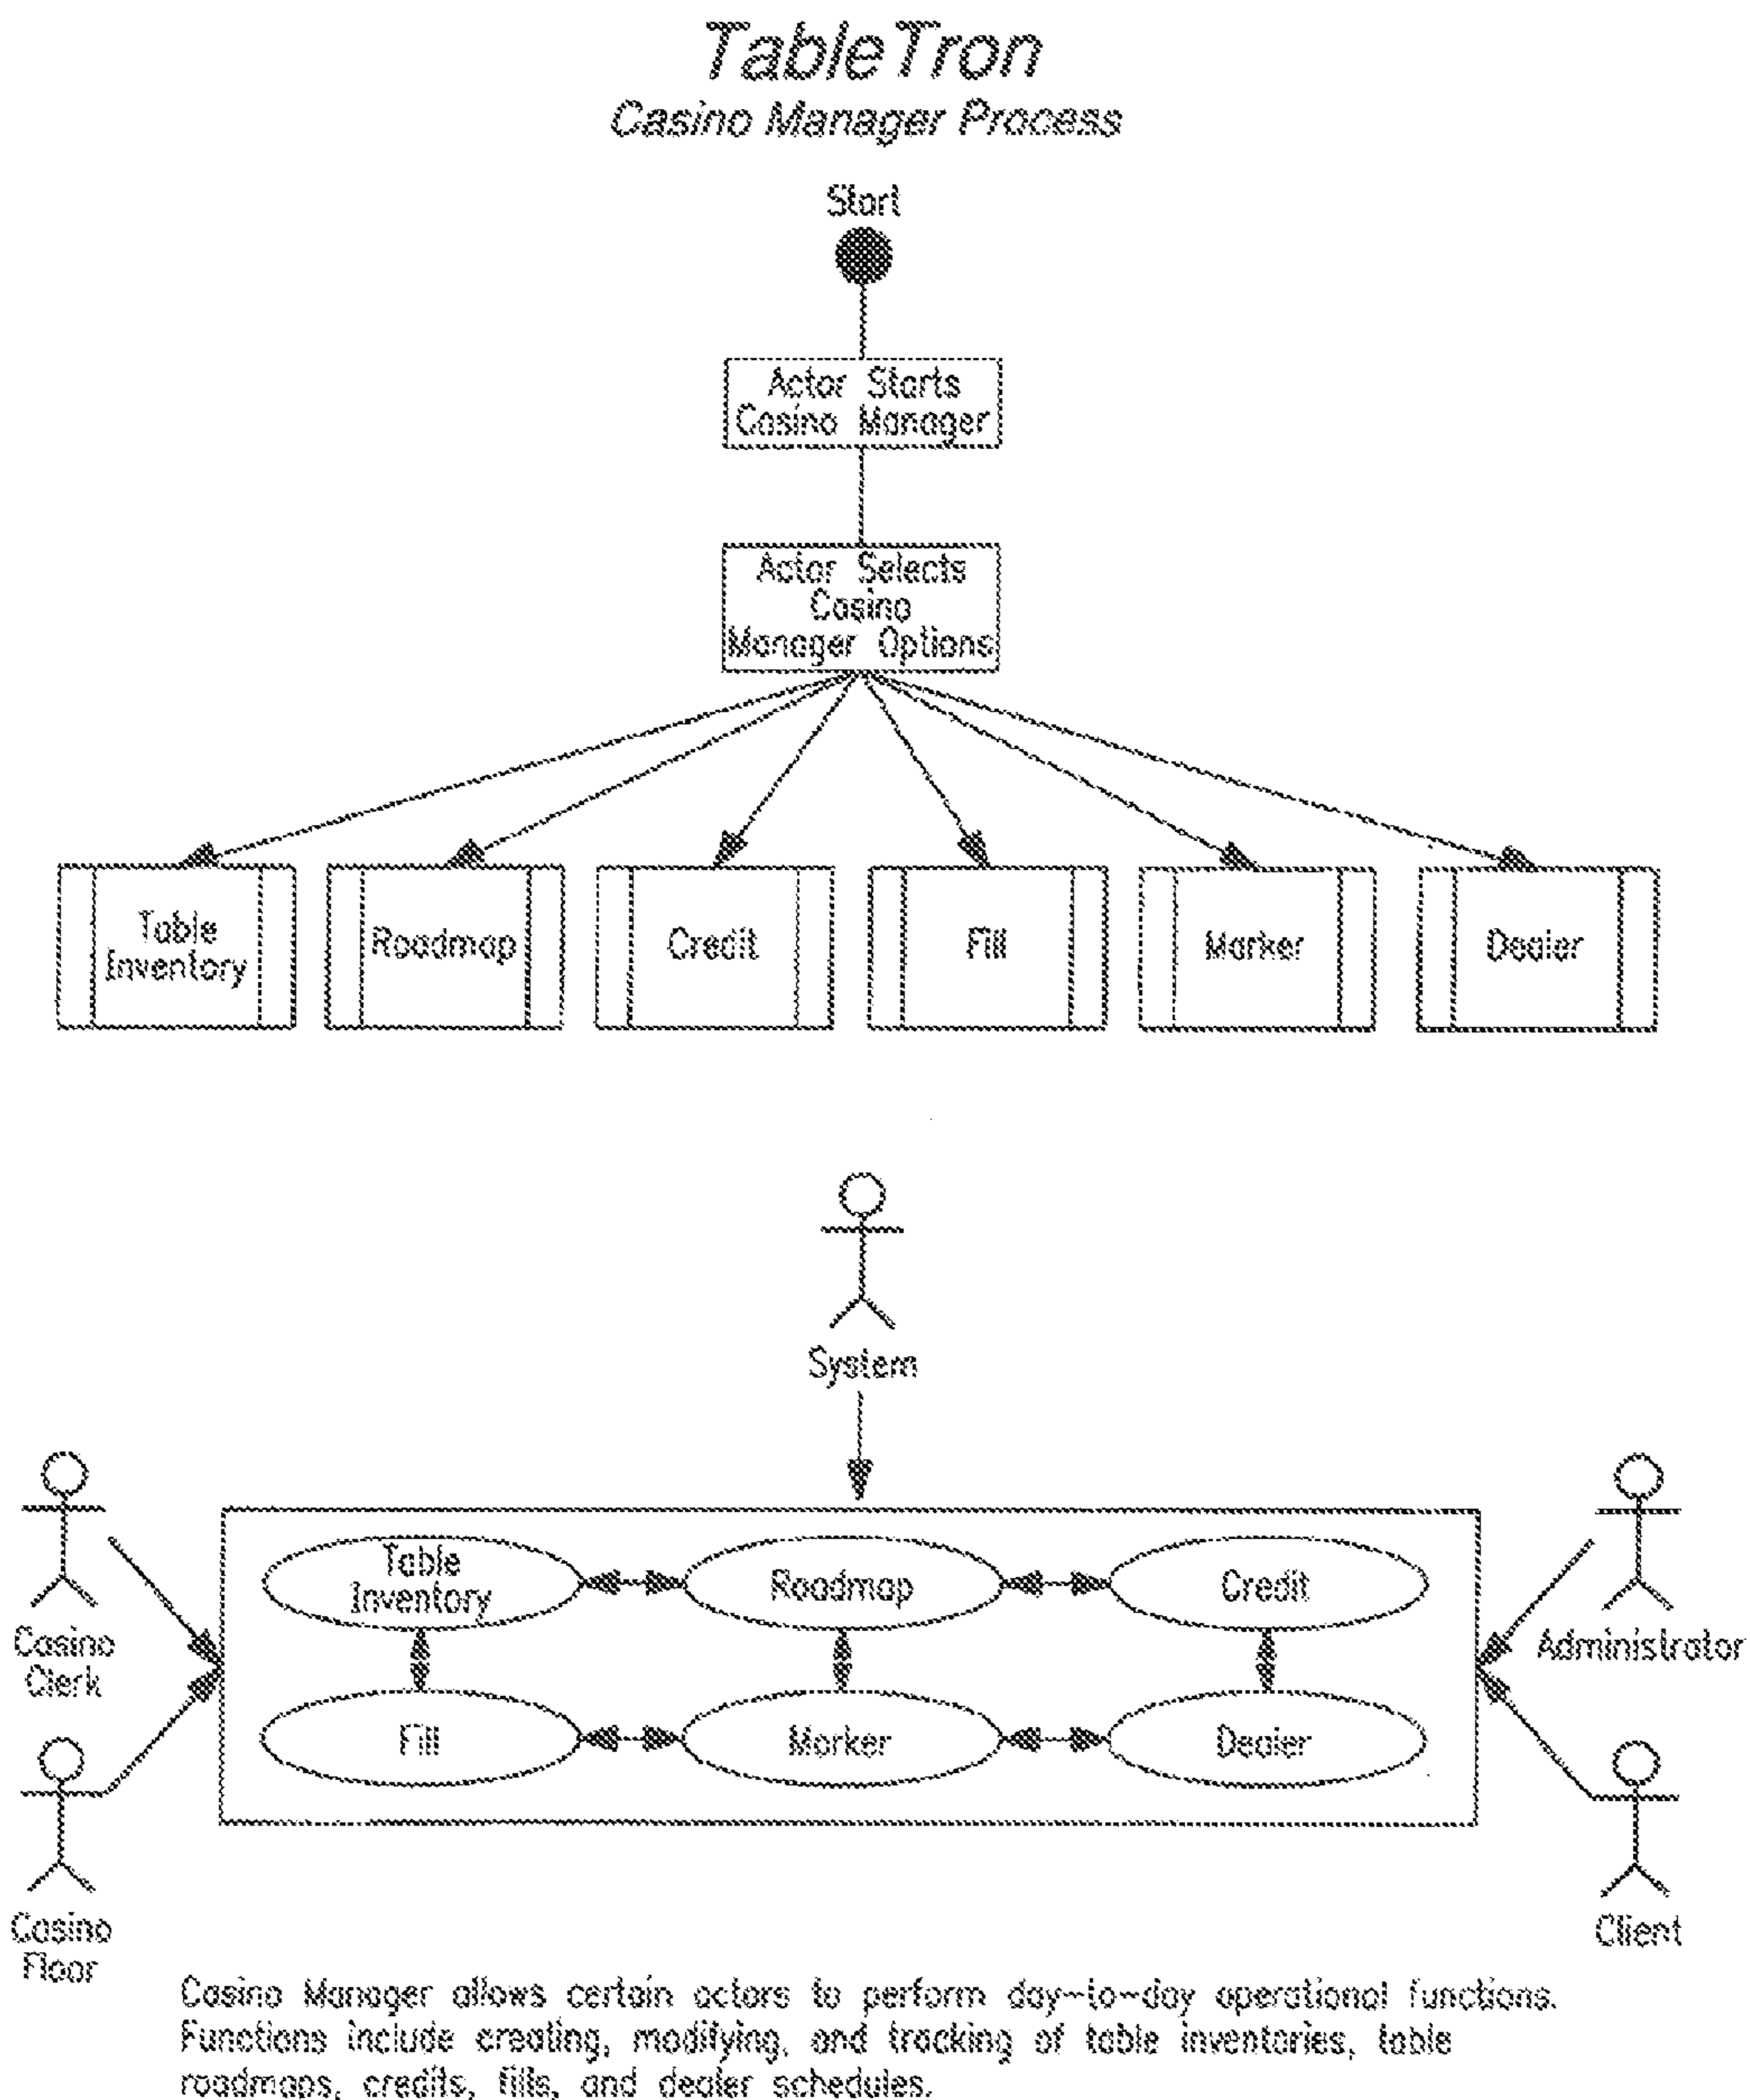 TableTron
Casino Manager Process
Start
Actor Starts
Casino Manager
Actor Selects
Casino
Manager Options
Table
Inventory
Roadmap
Credit
Fill
Marker
Dealer
System
Casino
Clerk
Administrator
Table
Inventory
Roadmap
Credit
Fill
Marker
Dealer
Casino
Floor
Client
Casino Manager allows certain actors to perform day-to-day operational functions.
Functions include creating, modifying, and tracking of table inventories, table
roadmaps, credits, fills, and dealer schedules.